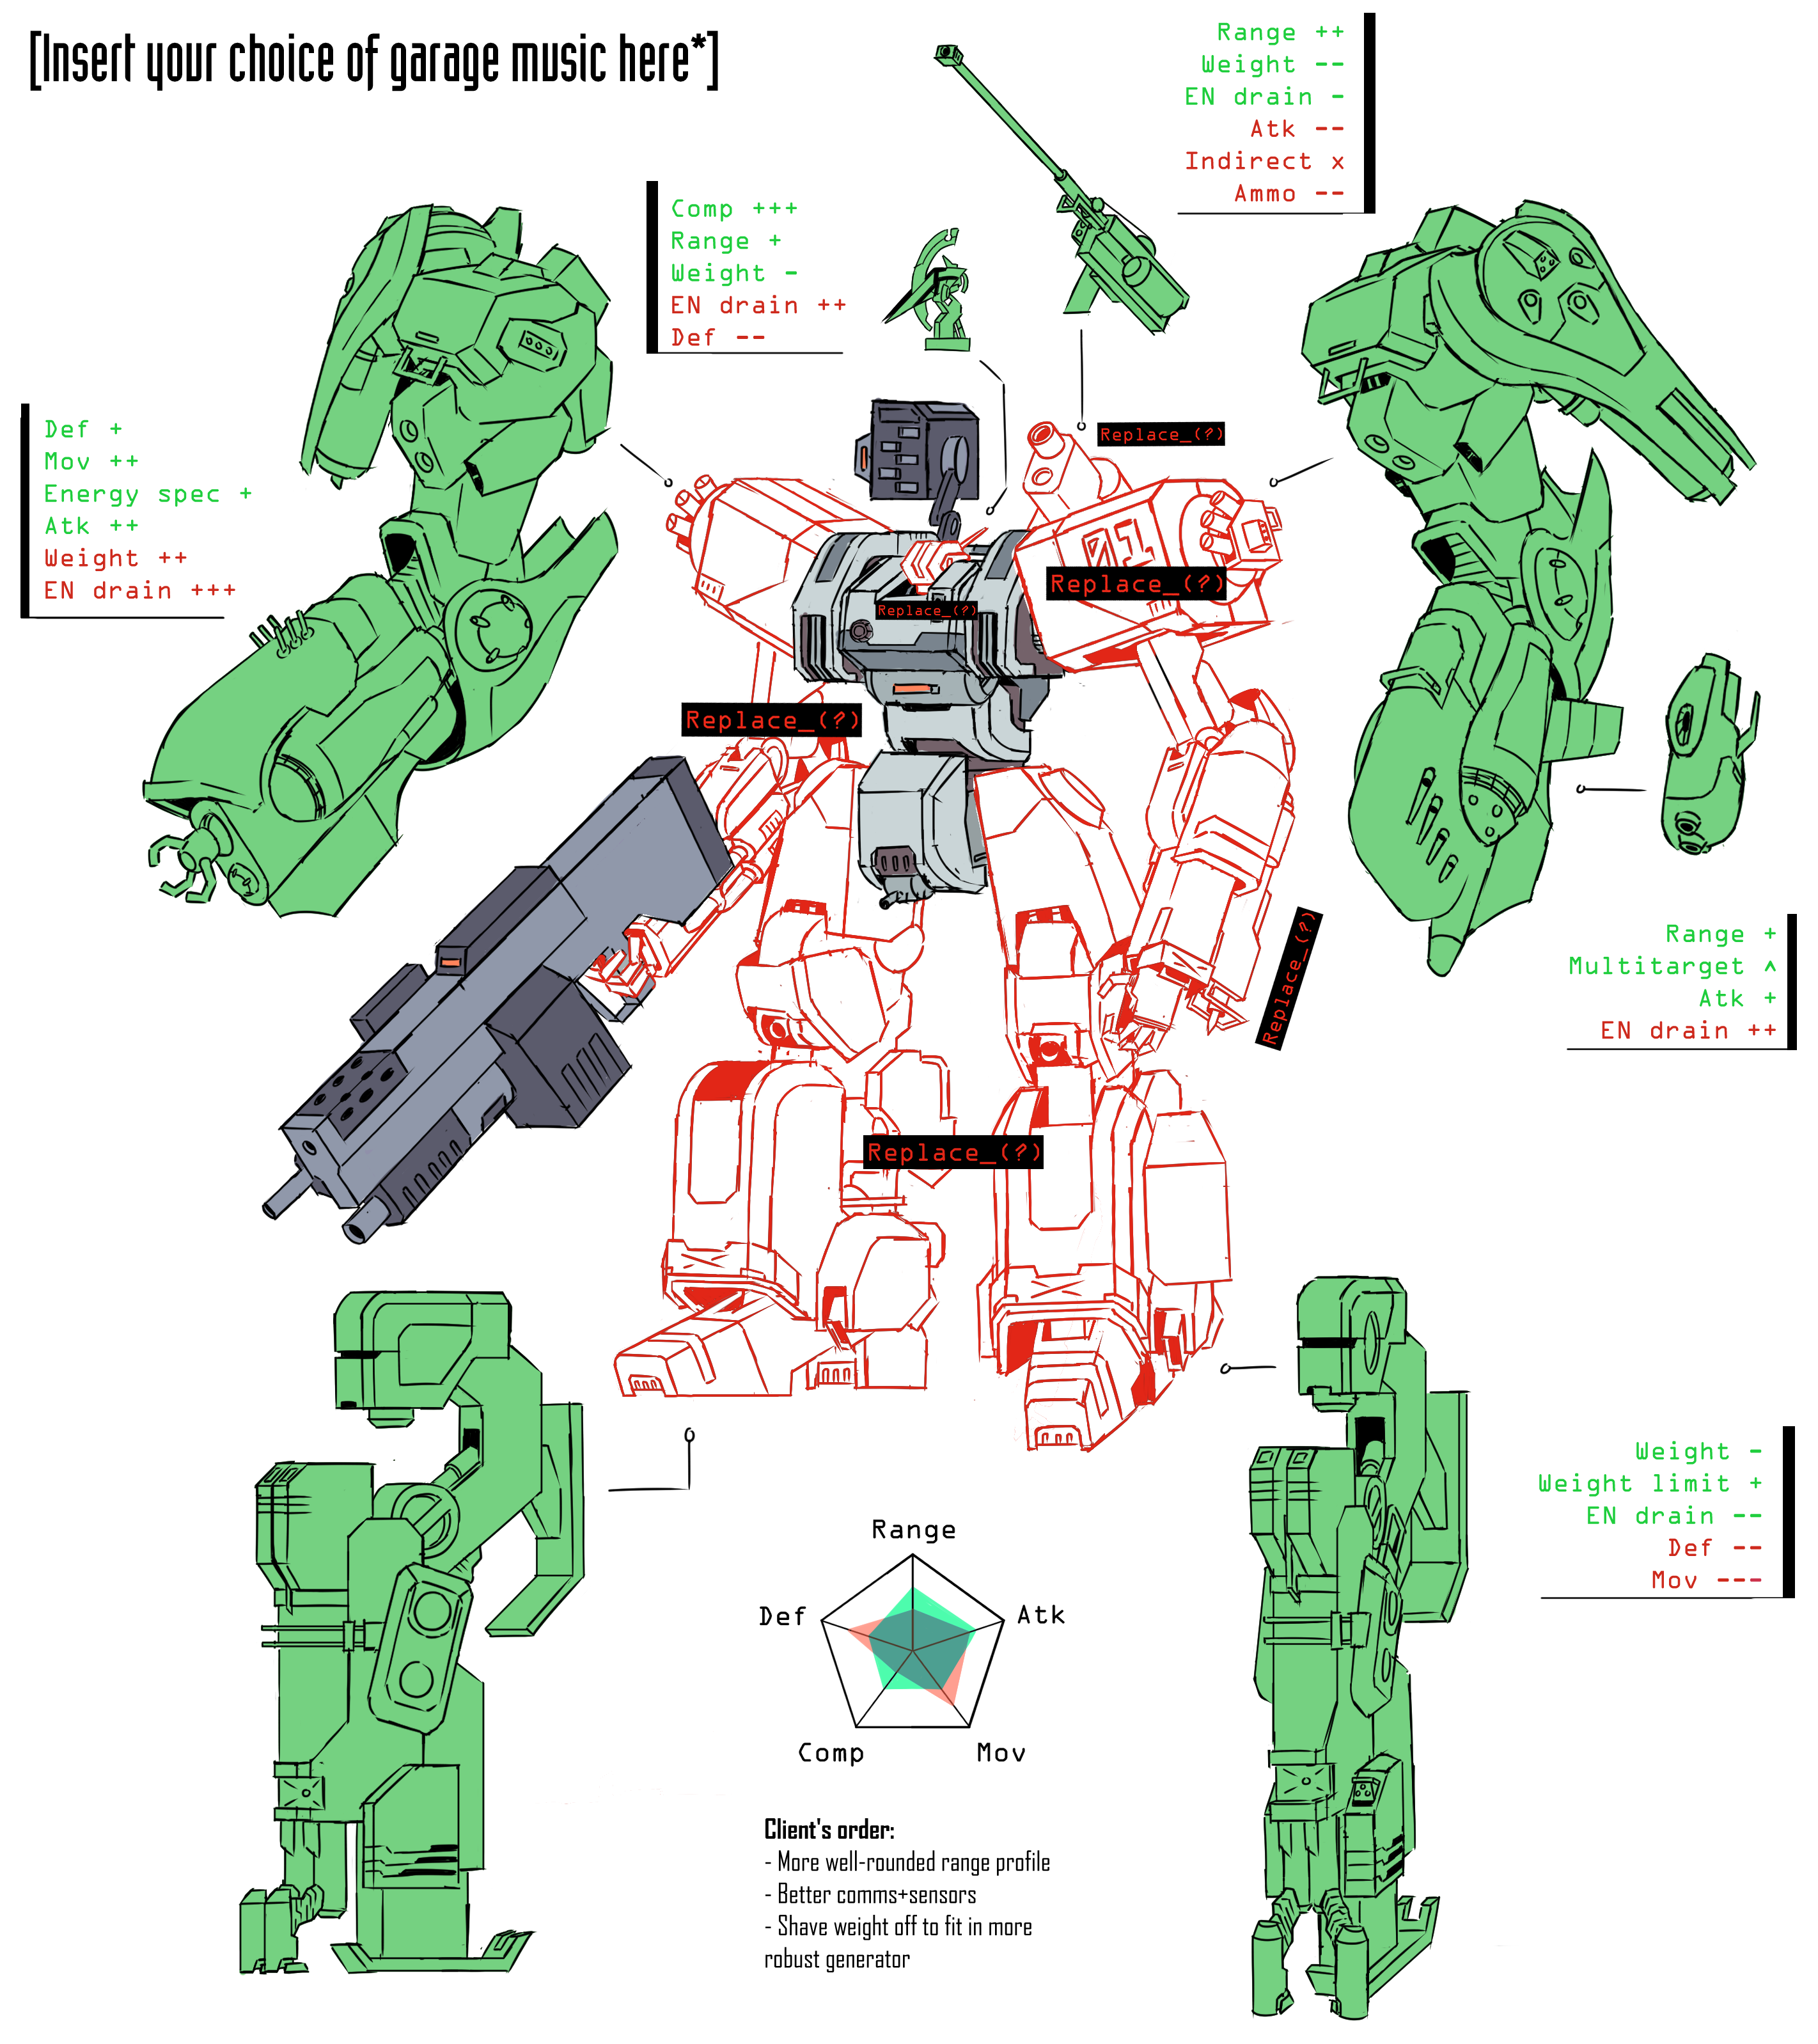 [Insert your choice of garage music here*]
Range ++
Weight --
EN drain -
Atk --
Indirect x
Ammo --
Comp +++
Range +
Weight -
EN drain ++
Def --
Def +
Mov ++
Energy spec +
Atk ++
Weight ++
EN drain +++
Replace_(?)
01
Replace_(?)
Replace_(?)
Replace_(?)
Replace_(?)
Range +
Multitarget ^
Atk +
EN drain ++
Replace_(?)
Weight -
Weight limit +
EN drain --
Def --
Mov ---
Range
Def
Atk
Comp
Mov
Client's order:
- More well-rounded range profile
- Better comms+sensors
- Shave weight off to fit in more
robust generator